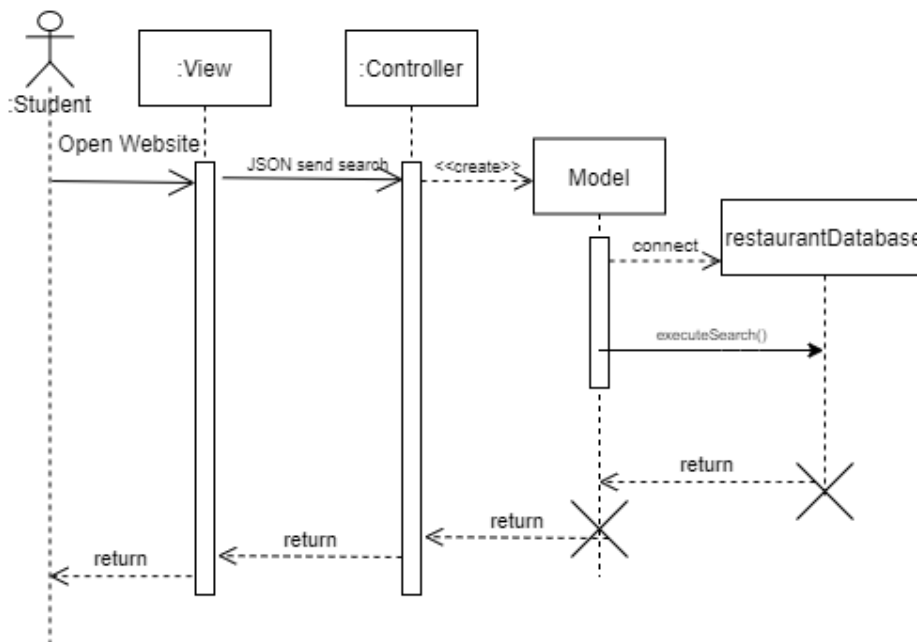 :View
:Controller
:Student
Open Website
JSON send search
<<create>>
Model
connect
restaurantDatabase
executeSearch()
return
return
return
return